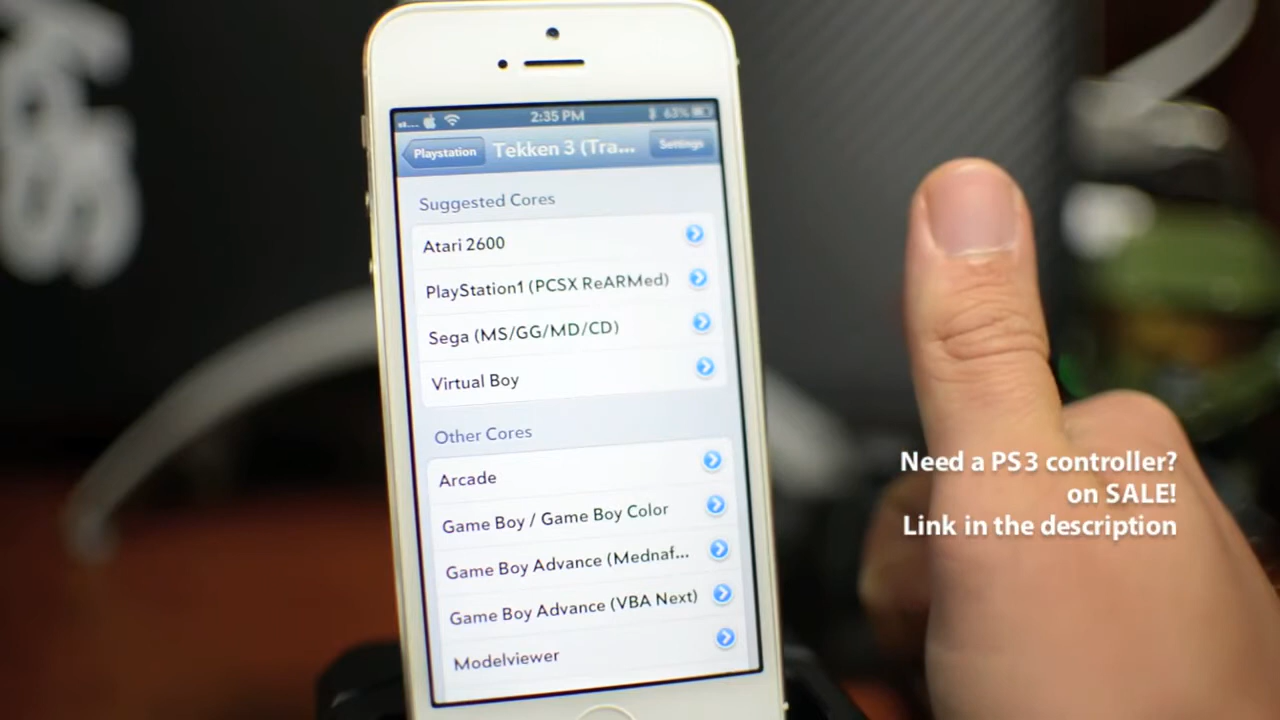 2:35 PM
63%
Playstation
Tekken 3 (Tra...
Settings
Suggested Cores
Atari 2600
PlayStation1 (PCSX ReARMed)
Sega (MS/GG/MD/CD)
Virtual Boy
Other Cores
Arcade
Game Boy / Game Boy Color
Game Boy Advance (Mednaf...
Game Boy Advance (VBA Next)
Modelviewer
Need a PS3 controller?
on SALE!
Link in the description